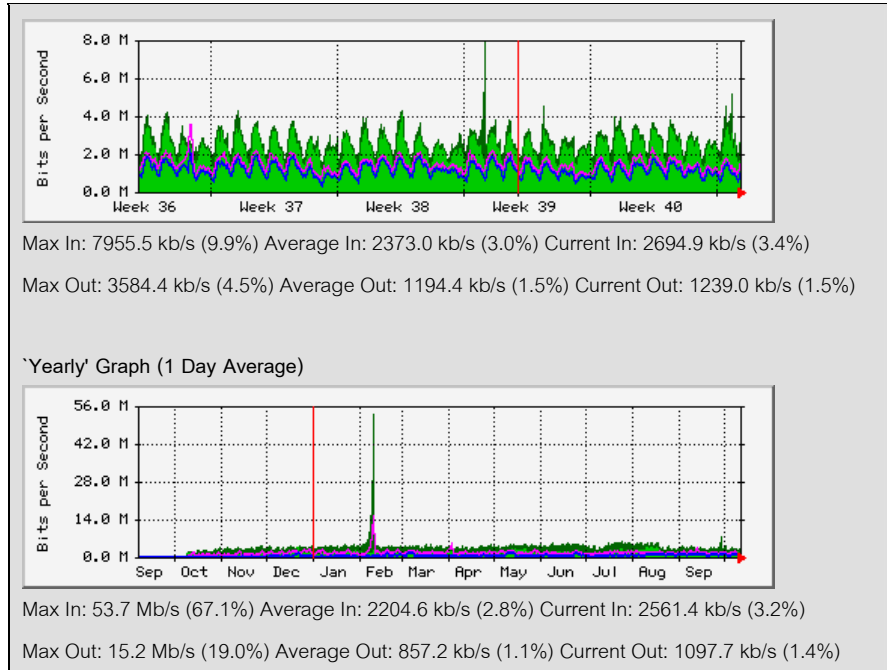 8.0 M
6.0 M
4.0 M
2.0 M
0.0 M
Bits per Second
Week 36 Week 37 Week 38 Week 39 Week 40
Max In: 7955.5 kb/s (9.9%) Average In: 2373.0 kb/s (3.0%) Current In: 2694.9 kb/s (3.4%)
Max Out: 3584.4 kb/s (4.5%) Average Out: 1194.4 kb/s (1.5%) Current Out: 1239.0 kb/s (1.5%)
`Yearly' Graph (1 Day Average)
56.0 M
42.0 M
28.0 M
14.0 M
0.0 M
Bits per Second
Sep Oct Nov Dec Jan Feb Mar Apr May Jun Jul Aug Sep
Max In: 53.7 Mb/s (67.1%) Average In: 2204.6 kb/s (2.8%) Current In: 2561.4 kb/s (3.2%)
Max Out: 15.2 Mb/s (19.0%) Average Out: 857.2 kb/s (1.1%) Current Out: 1097.7 kb/s (1.4%)